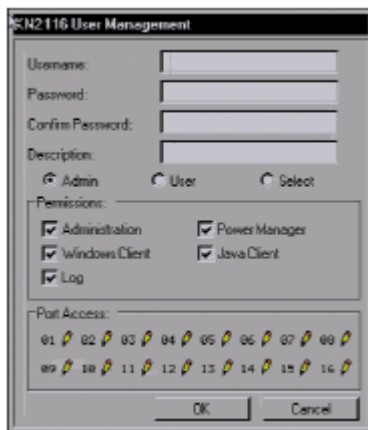 KN2116 User Management
Username:
Password:
Confirm Password:
Description:
Admin User Select
Permissions:
Administration Power Manager
Windows Client Java Client
Log
Port Access:
01 02 03 04 05 06 07 08
09 10 11 12 13 14 15 16
OK Cancel